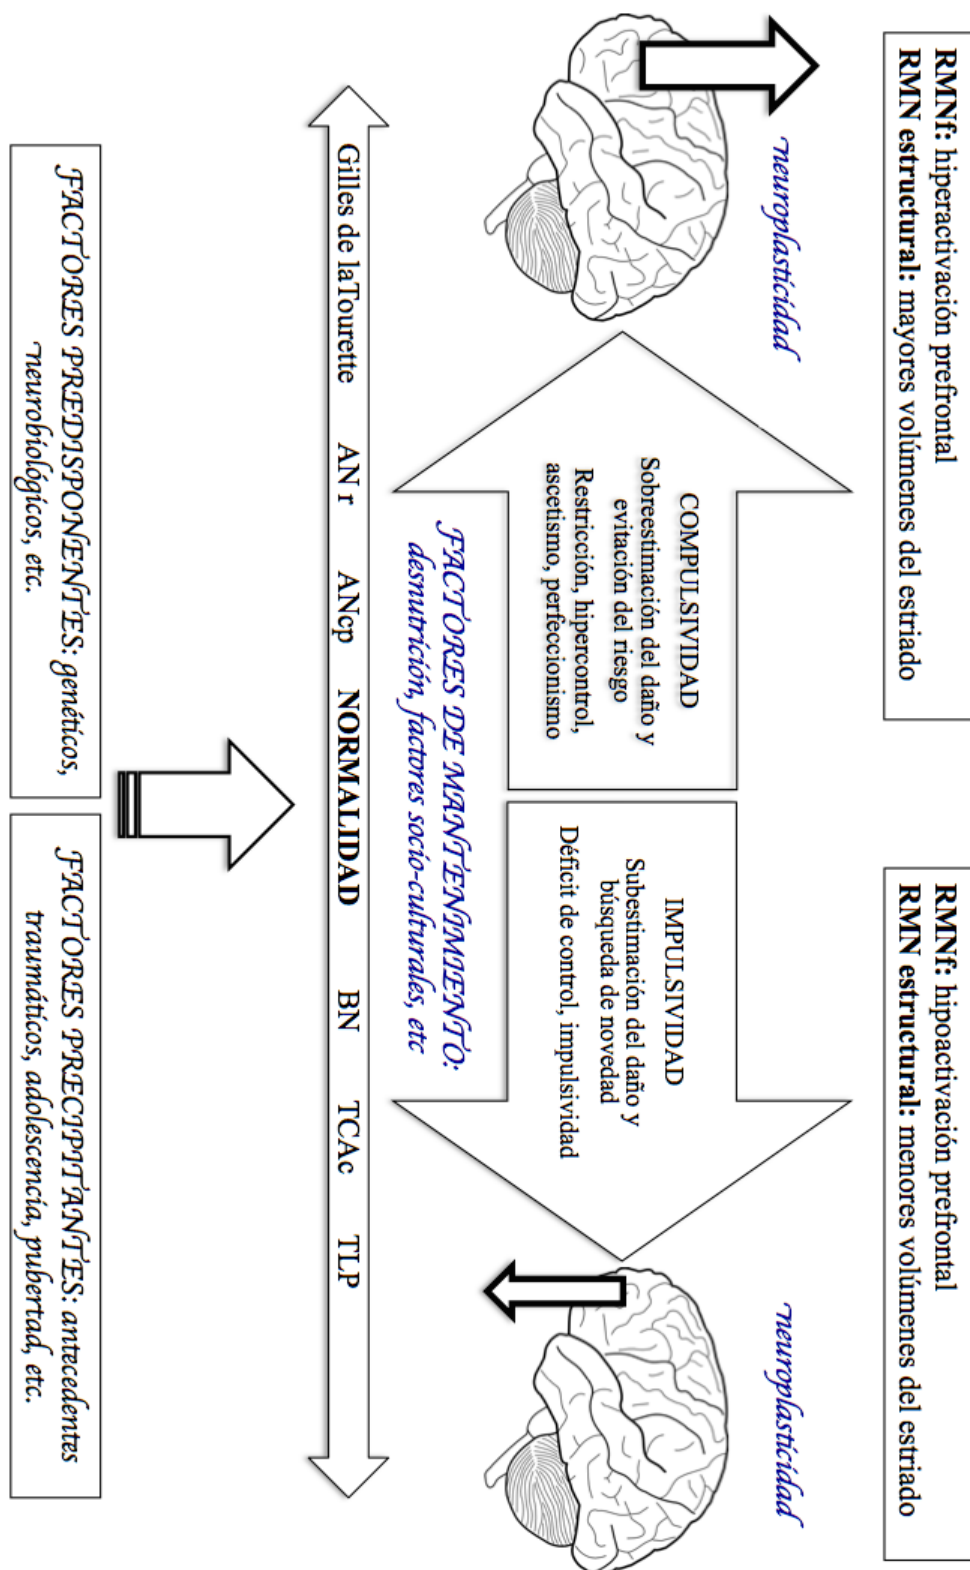 RMNf: hiperactivación prefrontal
RMN estructural: mayores volúmenes del estriado
RMNf: hipoactivación prefrontal
RMN estructural: menores volúmenes del estriado
neuroplasticidad
neuroplasticidad
COMPULSIVIDAD
Sobreestimación del daño y
evitación del riesgo
Restricción, hipercontrol,
ascetismo, perfeccionismo
IMPULSIVIDAD
Subestimación del daño y
búsqueda de novedad
Déficit de control, impulsividad
FACTORES DE MANTENIMIENTO:
desnutrición, factores socio-culturales, etc
Gilles de laTourette AN r ANcp NORMALIDAD BN TCAc TLP
FACTORES PREDISPONENTES: genéticos,
neurobiológicos, etc.
FACTORES PRECIPITANTES: antecedentes
traumáticos, adolescencia, pubertad, etc.